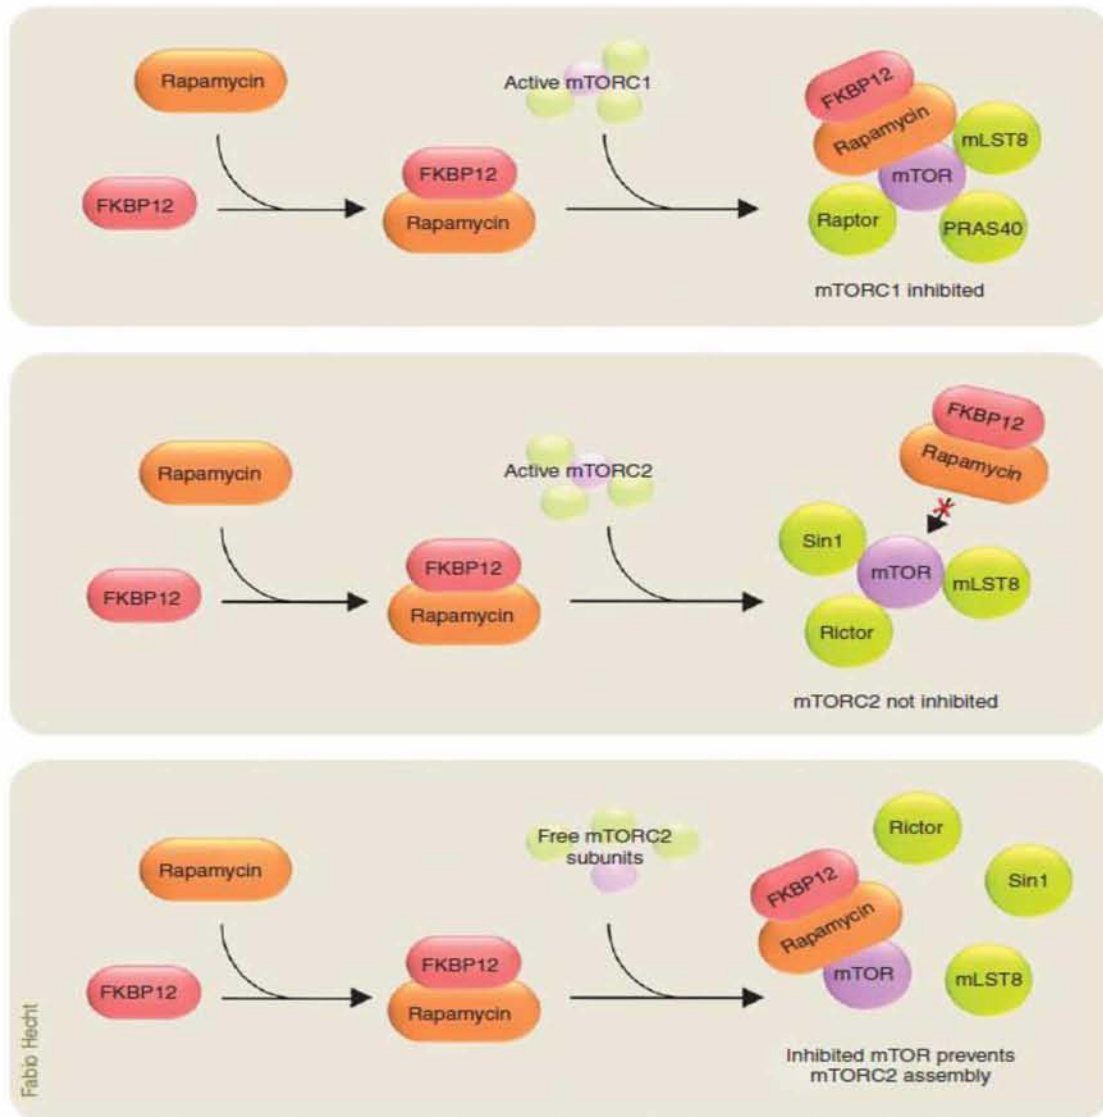 Rapamycin
Active mTORC1
FKBP12
FKBP12
Rapamycin
FKBP12
Rapamycin
mLST8
mTOR
Raptor
PRAS40
mTORC1 inhibited
Rapamycin
Active mTORC2
FKBP12
FKBP12
Rapamycin
FKBP12
Rapamycin
Sin1
mTOR
mLST8
Rictor
mTORC2 not inhibited
Rapamycin
Free mTORC2
subunits
FKBP12
FKBP12
Rapamycin
Rictor
FKBP12
Sin1
Rapamycin
mTOR
mLST8
Inhibited mTOR prevents
mTORC2 assembly
Fabio Hecht